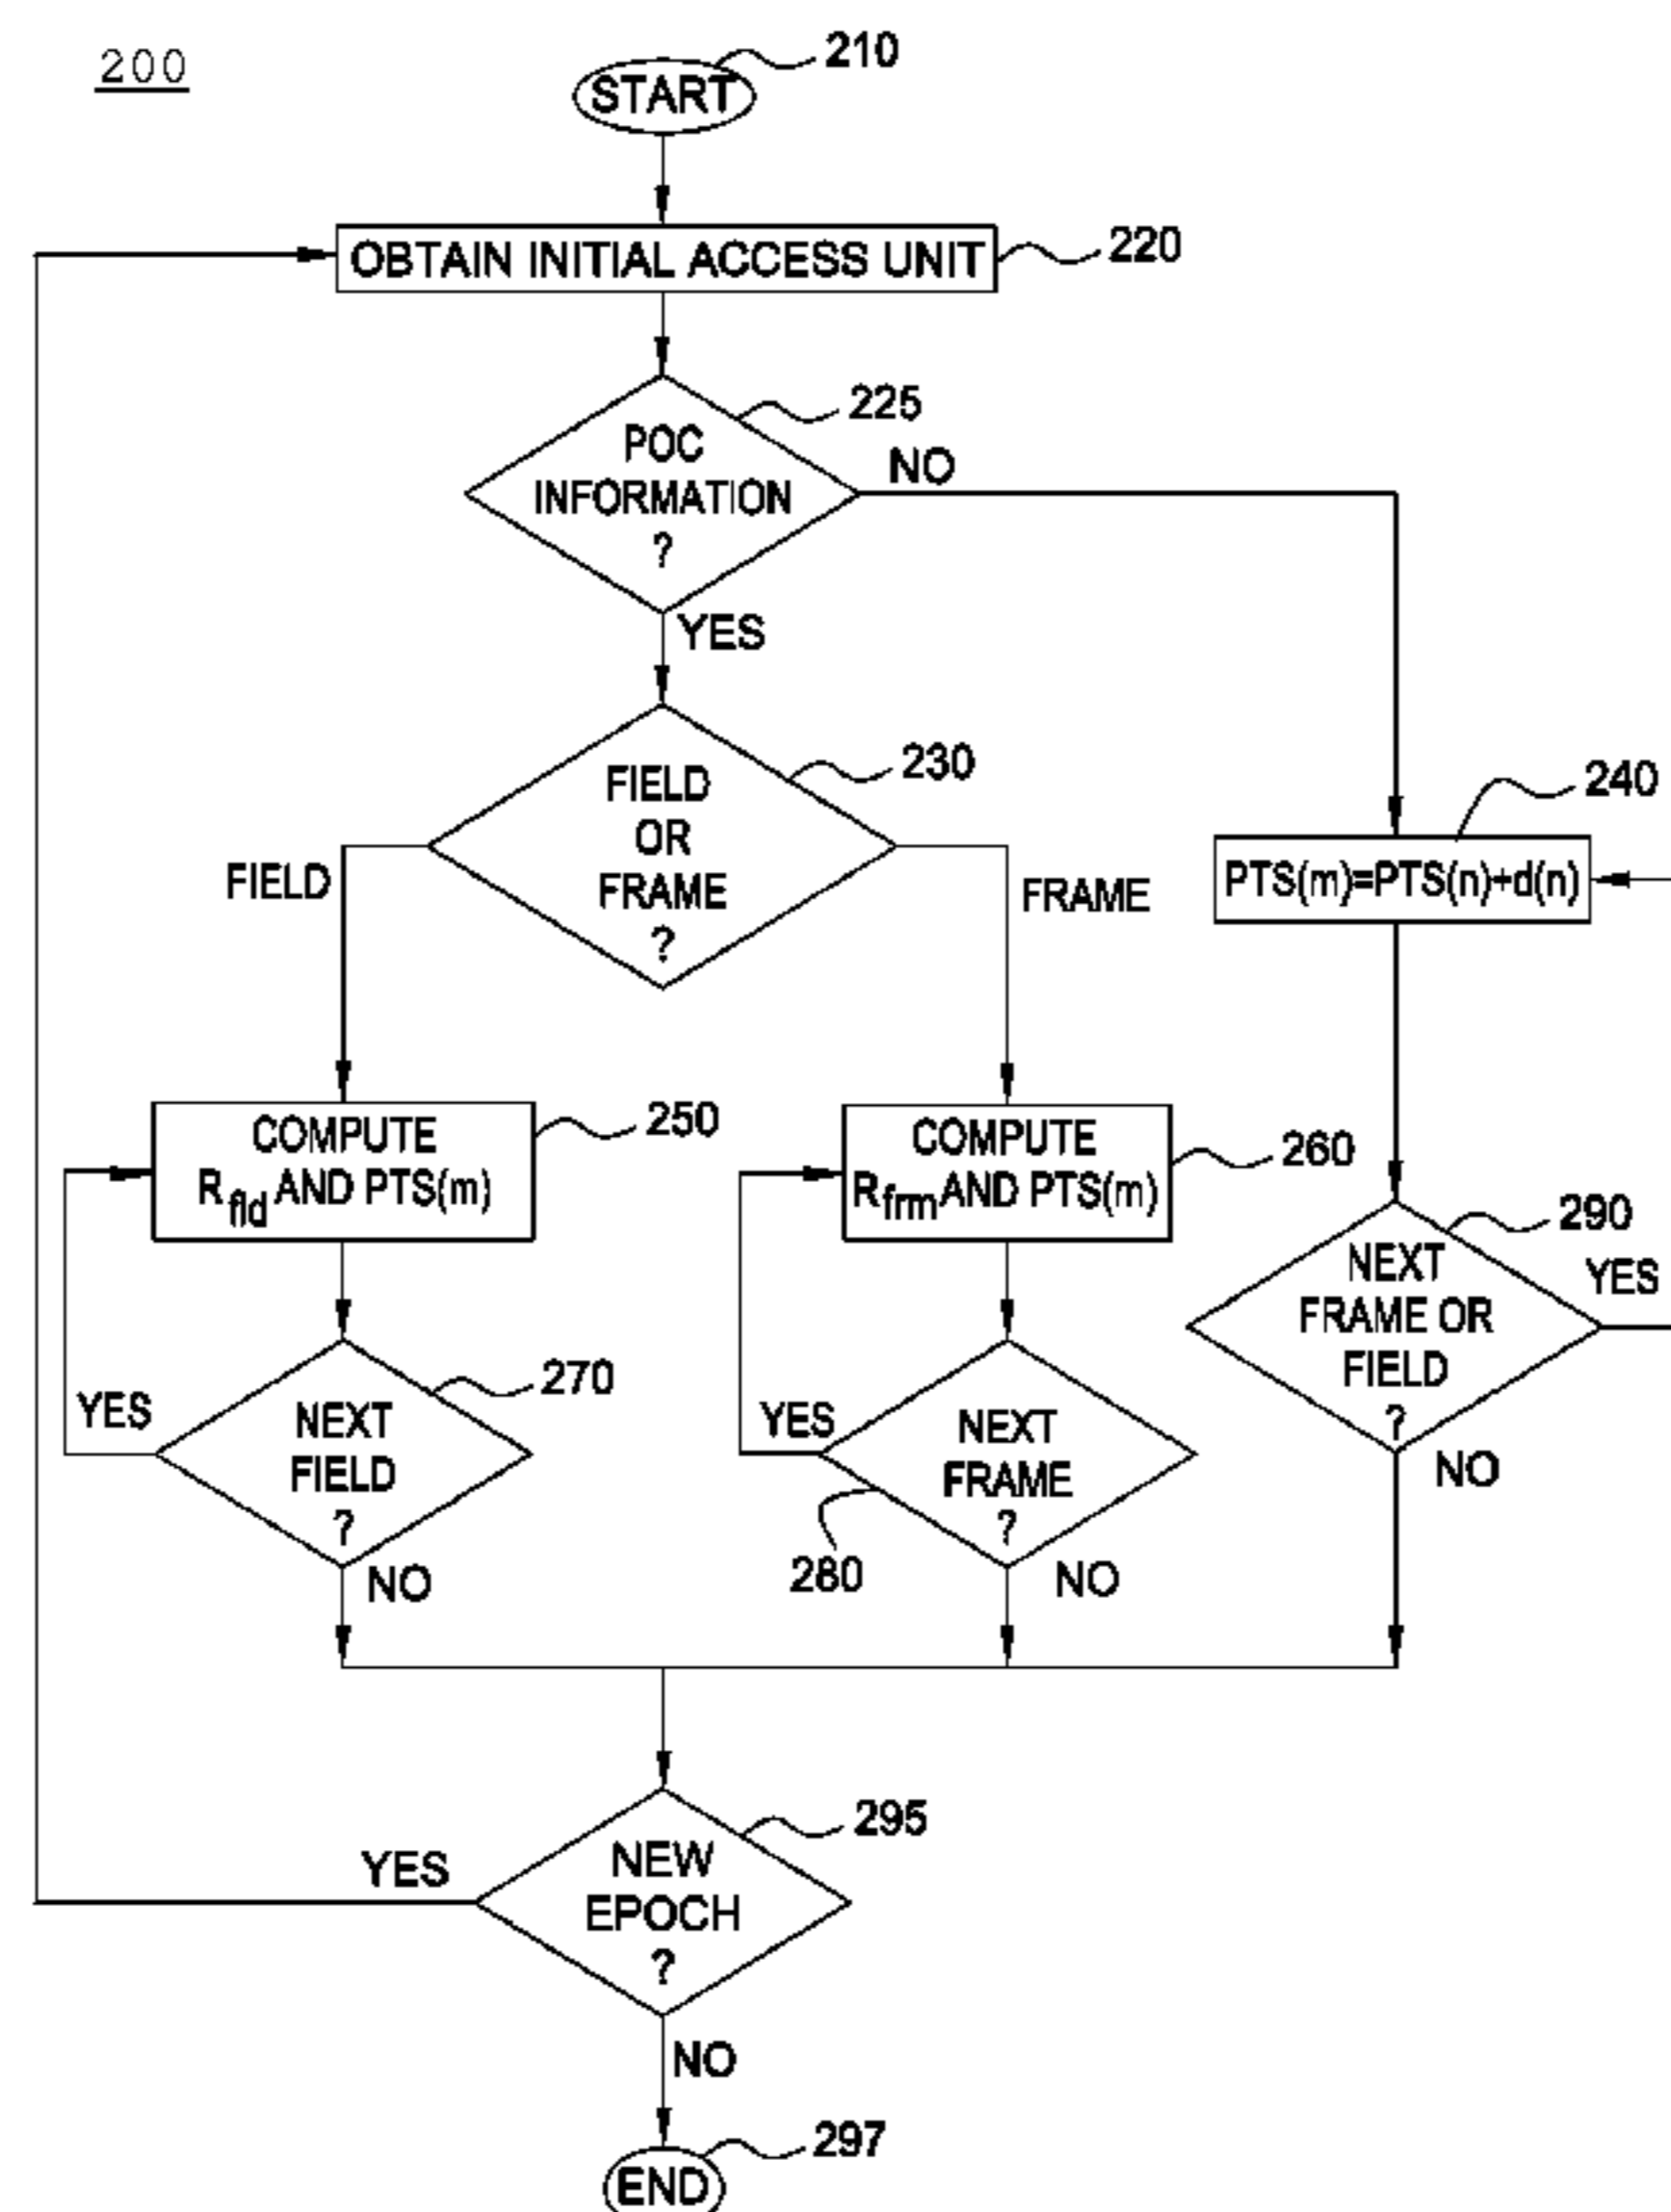 200
START
210
OBTAIN INITIAL ACCESS UNIT
220
POC
INFORMATION
?
225
NO
YES
FIELD
OR
FRAME
?
230
FIELD
FRAME
240
PTS(m)=PTS(n)+d(n)
COMPUTE
Rfld AND PTS(m)
250
COMPUTE
Rfrm AND PTS(m)
260
NEXT
FIELD
?
270
YES
NO
NEXT
FRAME
?
280
YES
NO
NEXT
FRAME OR
FIELD
?
290
YES
NO
NEW
EPOCH
?
295
YES
NO
END
297